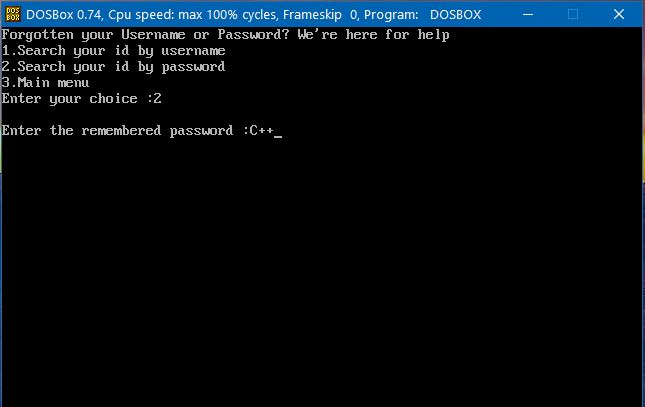 DOS
BOX
DOSBox 0.74, Cpu speed: max 100% cycles, Frameskip 0, Program: DOSBOX
Forgotten your Username or Password? We're here for help
1.Search your id by username
2.Search your id by password
3.Main menu
Enter your choice :2
Enter the remembered password :C++_